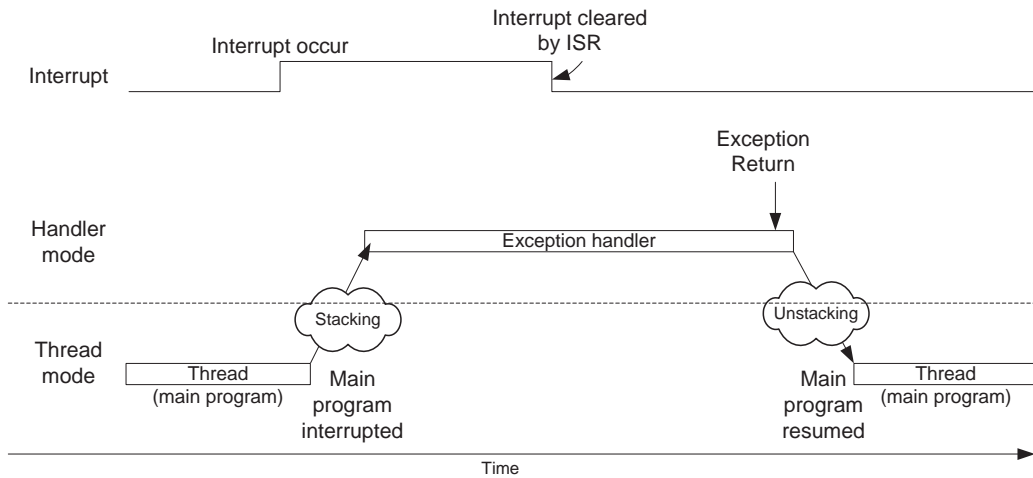 Interrupt cleared
by ISR
Interrupt occur
Interrupt
Exception
Return
Handler
mode
Exception handler
Stacking
Unstacking
Thread
mode
Thread
(main program)
Main
program
interrupted
Main
program
resumed
Thread
(main program)
Time